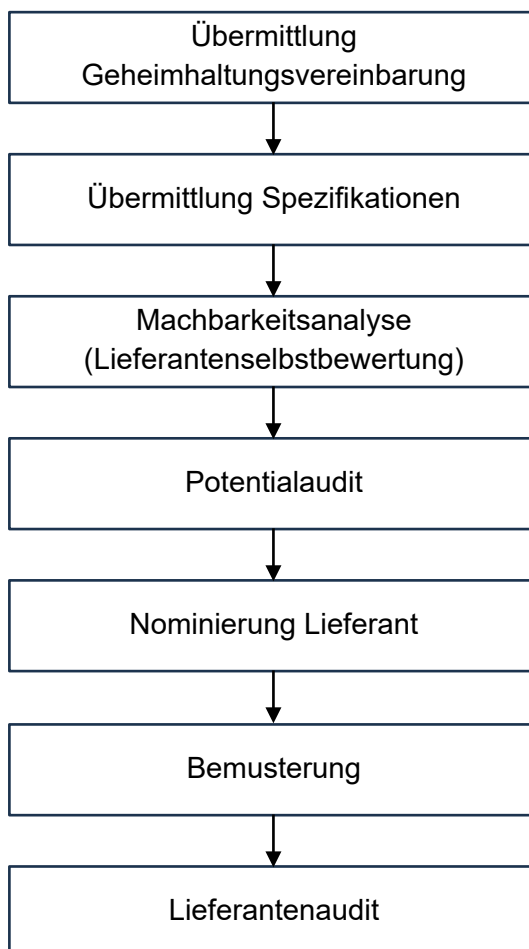 Übermittlung
Geheimhaltungsvereinbarung
Übermittlung Spezifikationen
Machbarkeitsanalyse
(Lieferantenselbstbewertung)
Potentialaudit
Nominierung Lieferant
Bemusterung
Lieferantenaudit